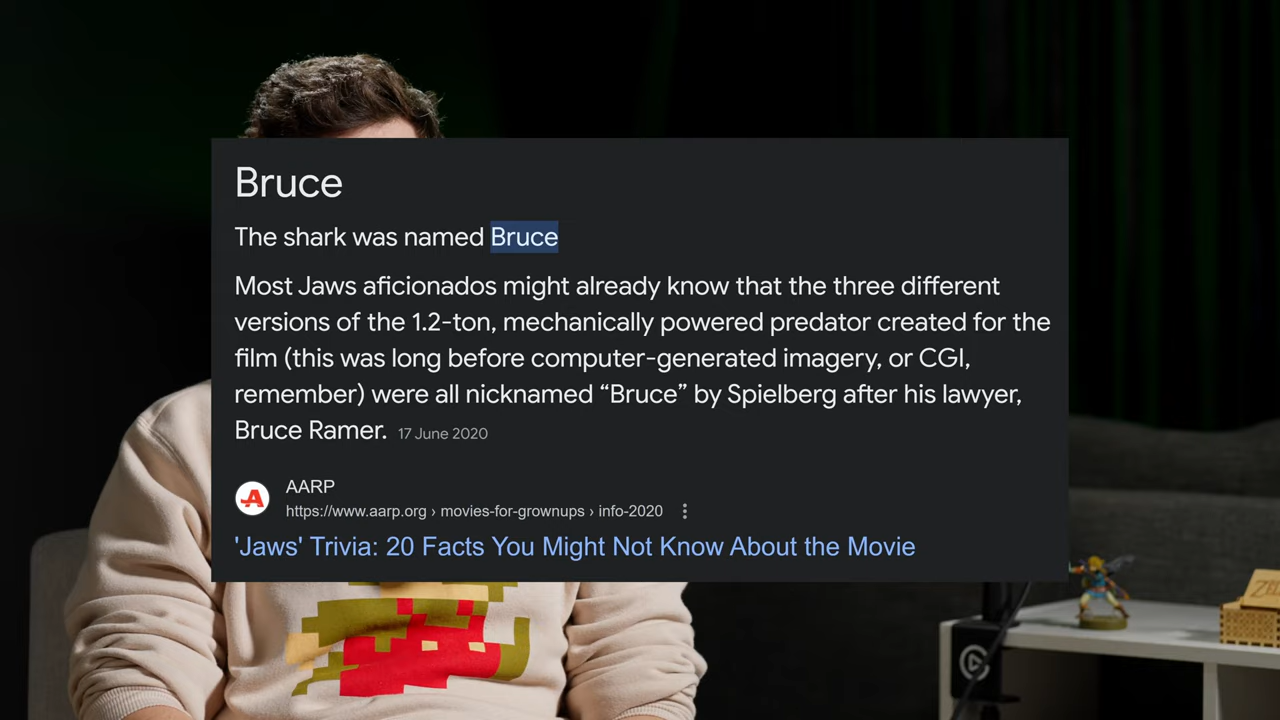 Bruce
The shark was named Bruce
Most Jaws aficionados might already know that the three different
versions of the 1.2-ton, mechanically powered predator created for the
film (this was long before computer-generated imagery, or CGI,
remember) were all nicknamed “Bruce” by Spielberg after his lawyer,
Bruce Ramer. 17 June 2020
AARP
https://www.aarp.org › movies-for-grownups › info-2020
'Jaws' Trivia: 20 Facts You Might Not Know About the Movie